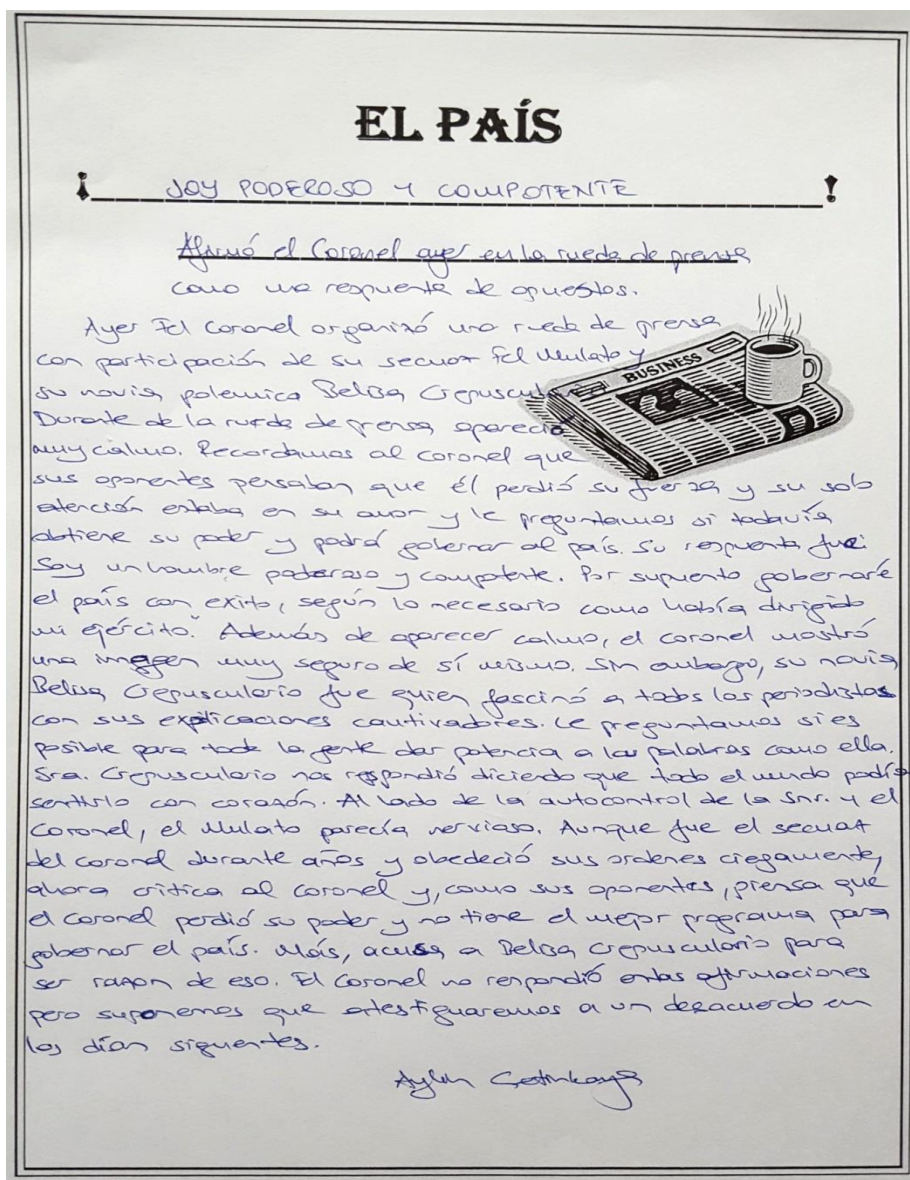 EL PAÍS
¡ SOY PODEROSO Y COMPOTENTE !
Afirmó el Coronel ayer en la rueda de prensa
como una respuenta de opuestos.
Ayer El Coronel organizó una rueda de prensa
con participación de su secuaz El Mulato y
su novia polemica Belisa Crepusculario
BUSINESS
Durante de la rueda de prensa apareció
muy calmo. Recordamos al coronel que
sus oponentes pensaban que él perdió su fuerza y su sob
atención estaba en su amor y le preguntamos si todavía
obtiene su poder y podrá gobernar al país. Su respuenta fue:
Soy un hombre poderoso y compotente. Por supuento gobernaré
el país con exito, según lo necesario como había dirigido
mi ejército." Además de aparecer calmo, el coronel mostró
una imagen muy seguro de sí mismo. Sin embargo, su novia
Belisa Crepusculario fue quien fascinó a todos los periodistas
con sus explicaciones cautivadores. Le preguntamos si es
posible para toda la gente dar potencia a las palabras como ella.
Sra. Crepusculario nos respondió diciendo que todo el mundo podía
sentirlo con corazón. Al lado de la autocontrol de la Snr. y el
Coronel, el Mulato parecía nervioso. Aunque fue el secuaz
del coronel durante años y obedeció sus ordenes ciegamente,
ahora critica al coronel y, como sus oponentes, piensa que
el coronel perdió su poder y no tiene el mejor programa para
gobernar el país. Más, acusa a Belisa Crepusculario para
ser razon de eso. El Coronel no respondió estas afirmaciones
pero suponemos que atestiguaremos a un dezacuerdo en
los días siguentes.